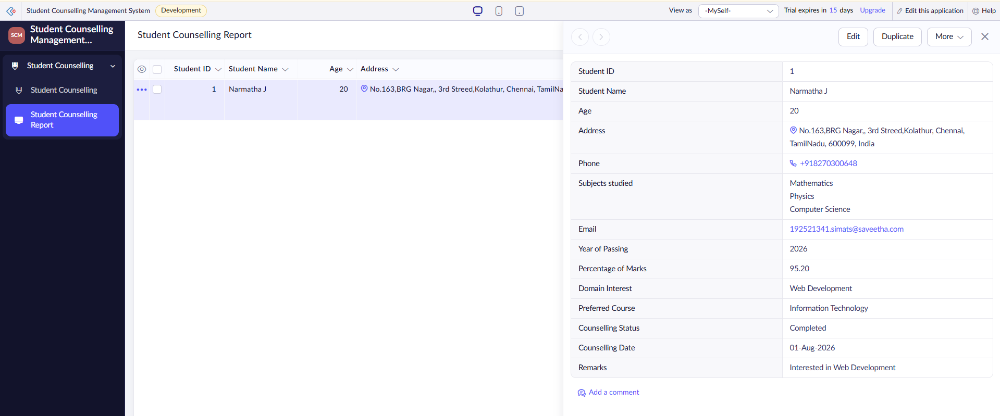 Student Counselling Management System Development View as -MySelf- Trial expires in 15 days Upgrade Edit this application Help
SCM Student Counselling Management...
Student Counselling
Student Counselling
Student Counselling
Report
Student Counselling Report
Student ID Student Name Age Address
1 Narmatha J 20 No.163,BRG Nagar,, 3rd Streed,Kolathur, Chennai, TamilNa
Edit Duplicate More
Student ID 1
Student Name Narmatha J
Age 20
Address No.163,BRG Nagar,, 3rd Streed,Kolathur, Chennai,
TamilNadu, 600099, India
Phone +918270300648
Subjects studied Mathematics
Physics
Computer Science
Email 192521341.simats@saveetha.com
Year of Passing 2026
Percentage of Marks 95.20
Domain Interest Web Development
Preferred Course Information Technology
Counselling Status Completed
Counselling Date 01-Aug-2026
Remarks Interested in Web Development
Add a comment